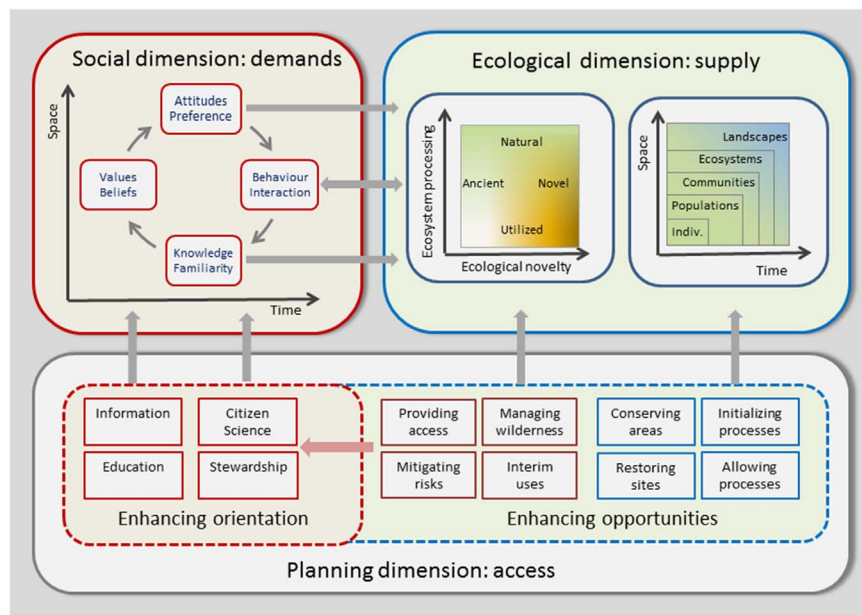 Social dimension: demands
Space
Attitudes
Preference
Values
Beliefs
Behaviour
Interaction
Knowledge
Familiarity
Time
Ecological dimension: supply
Ecosystem processing
Natural
Ancient
Novel
Utilized
Ecological novelty
Space
Landscapes
Ecosystems
Communities
Populations
Indiv.
Time
Information
Citizen
Science
Education
Stewardship
Enhancing orientation
Providing
access
Managing
wilderness
Mitigating
risks
Interim
uses
Conserving
areas
Initializing
processes
Restoring
sites
Allowing
processes
Enhancing opportunities
Planning dimension: access